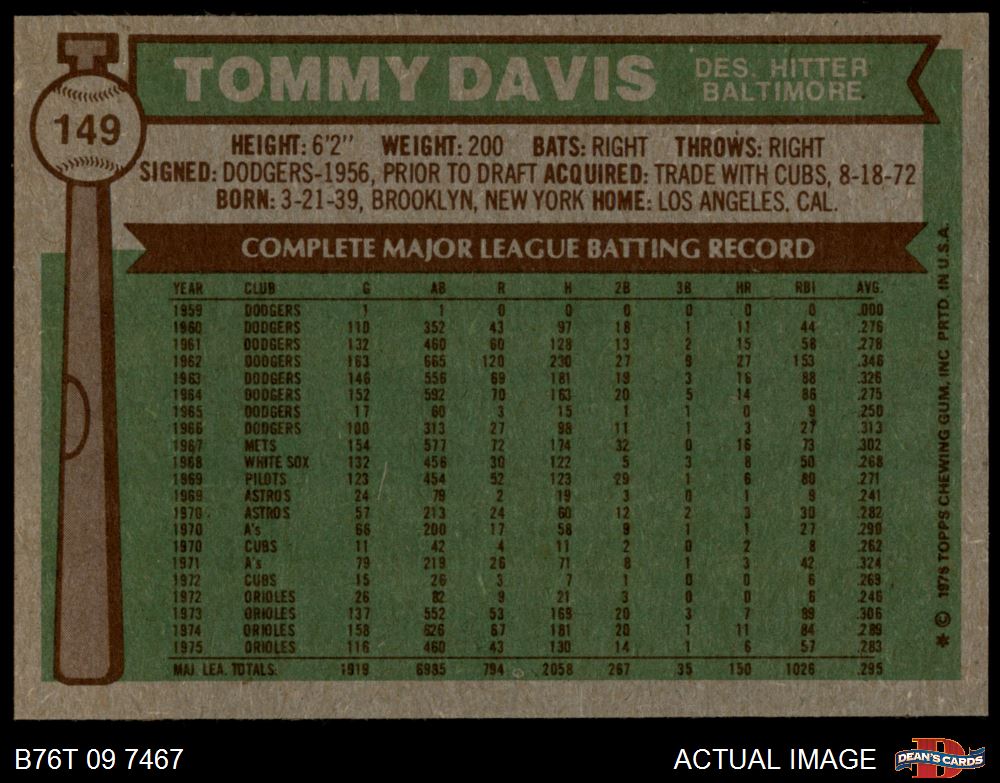 TOMMY DAVIS
DES. HITTER
BALTIMORE
149
HEIGHT: 6'2" WEIGHT: 200 BATS: RIGHT THROWS: RIGHT
SIGNED: DODGERS-1956, PRIOR TO DRAFT ACQUIRED: TRADE WITH CUBS, 8-18-72
BORN: 3-21-39, BROOKLYN, NEW YORK HOME: LOS ANGELES, CAL.
COMPLETE MAJOR LEAGUE BATTING RECORD
YEAR CLUB G AB R H 2B 3B HR RBI AVG.
1959 DODGERS 1 1 0 0 0 0 0 0 .000
1960 DODGERS 110 352 43 97 18 1 11 44 .276
1961 DODGERS 132 460 60 128 13 2 15 58 .278
1962 DODGERS 163 665 120 230 27 9 27 153 .346
1963 DODGERS 146 556 69 181 19 3 16 88 .326
1964 DODGERS 152 592 70 163 20 5 14 86 .275
1965 DODGERS 17 60 3 15 1 1 0 9 .250
1966 DODGERS 100 313 27 98 11 1 3 27 .313
1967 METS 154 577 72 174 32 0 16 73 .302
1968 WHITE SOX 132 456 30 122 5 3 8 50 .268
1969 PILOTS 123 454 52 123 29 1 6 80 .271
1969 ASTROS 24 79 2 19 3 0 1 9 .241
1970 ASTROS 57 213 24 60 12 2 3 30 .282
1970 A's 66 200 17 58 9 1 1 27 .290
1970 CUBS 11 42 4 11 2 0 2 8 .262
1971 A's 79 219 26 71 8 1 3 42 .324
1972 CUBS 15 26 3 7 1 0 0 6 .269
1972 ORIOLES 26 82 9 21 3 0 0 6 .246
1973 ORIOLES 137 552 53 169 20 3 7 89 .306
1974 ORIOLES 158 626 67 181 20 1 11 84 .289
1975 ORIOLES 116 460 43 130 14 1 6 57 .283
MAJ. LEA. TOTALS: 1919 6985 794 2058 267 35 150 1026 .295
* © 1976 TOPPS CHEWING GUM, INC PRTD. IN U.S.A.
B76T 09 7467
ACTUAL IMAGE
D
DEAN'S CARDS